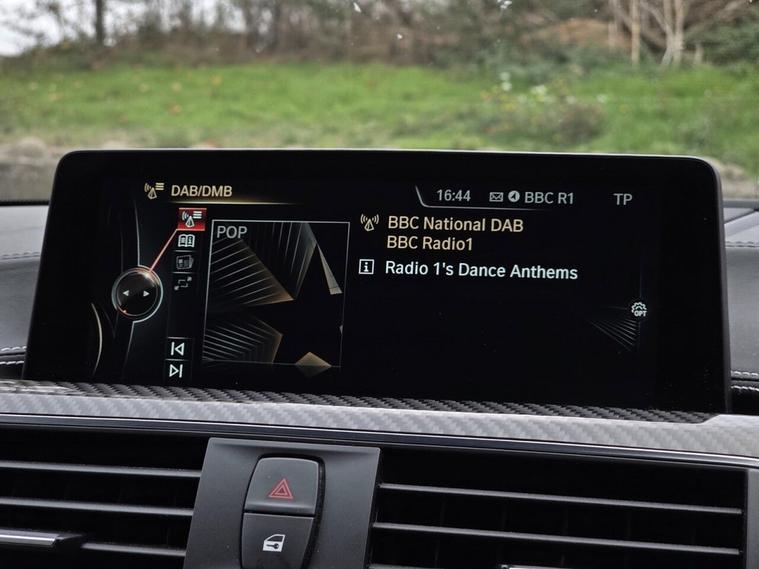 DAB/DMB
16:44 BBC R1 TP
POP
BBC National DAB
BBC Radio1
Radio 1's Dance Anthems
OPT